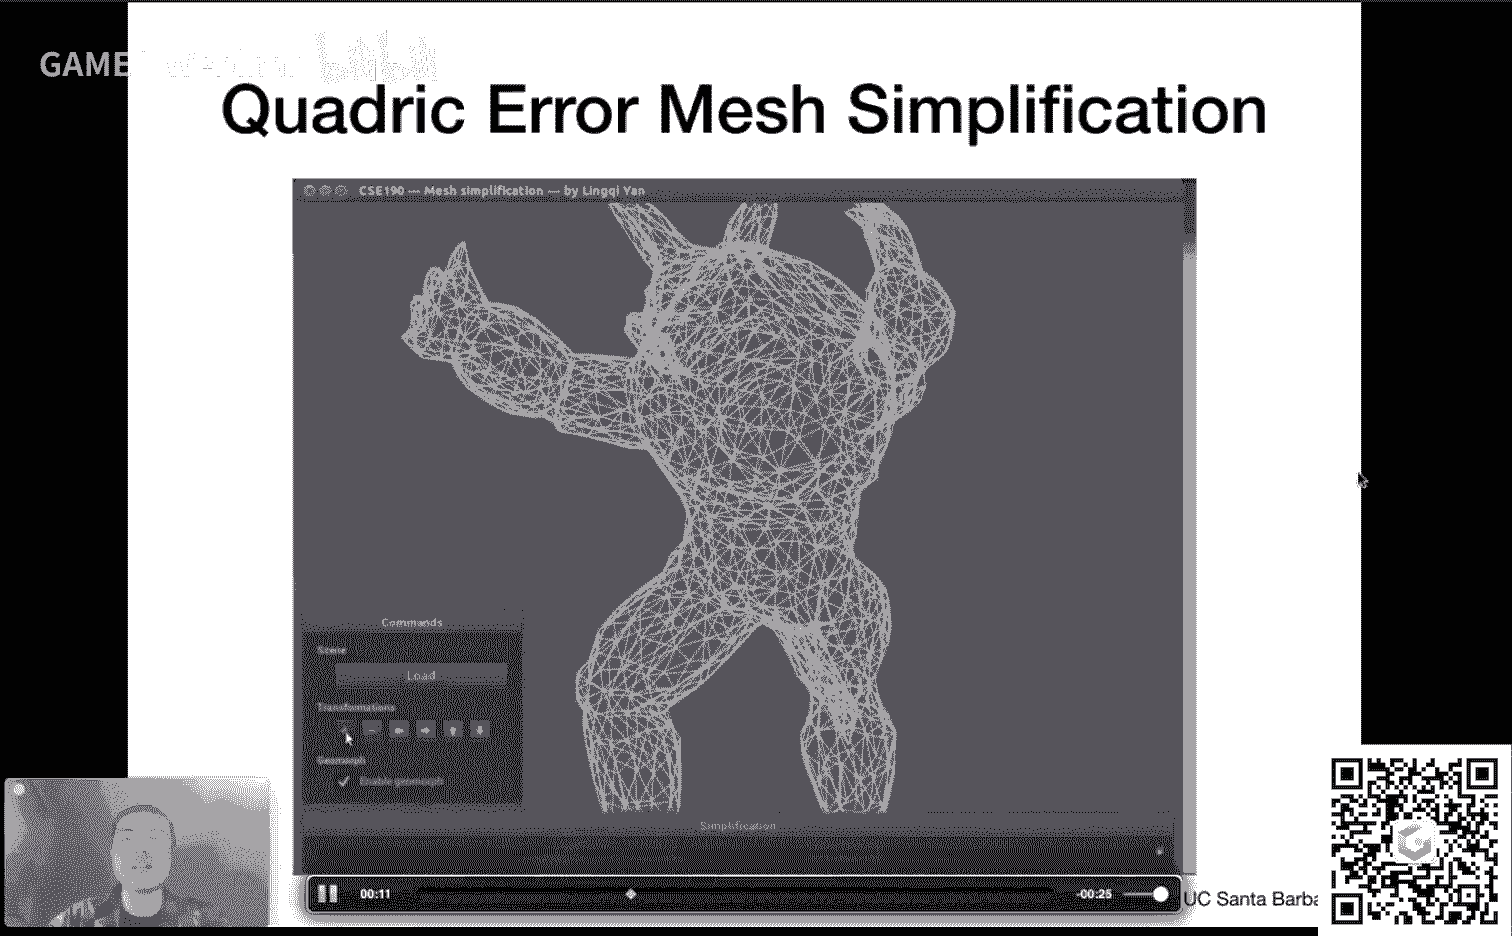 GAME
Quadric Error Mesh Simplification
CSE190 — Mesh simplification — by Lingqi Yan
Commands
Scene
Load
Transformations
Geomorph
Enable geomorph
Simplification
00:11
-00:25
UC Santa Barba